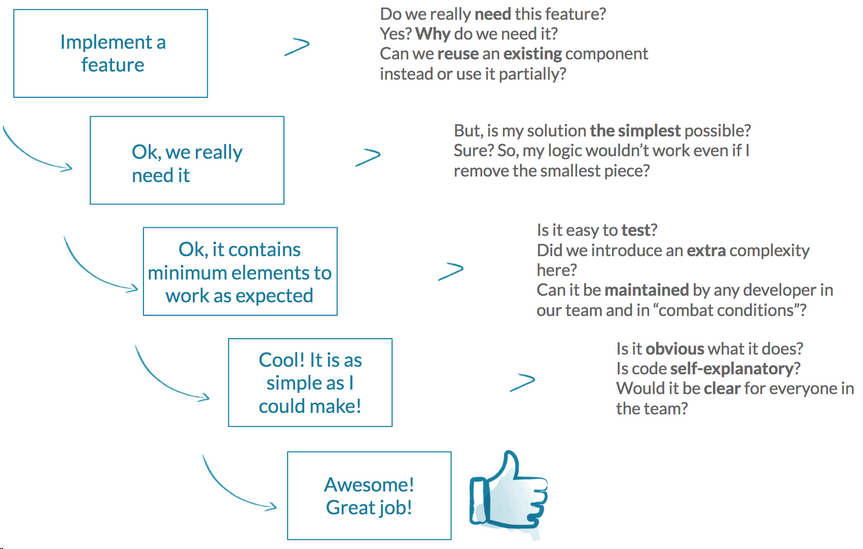 Implement a
feature
Do we really need this feature?
Yes? Why do we need it?
Can we reuse an existing component
instead or use it partially?
Ok, we really
need it
But, is my solution the simplest possible?
Sure? So, my logic wouldn’t work even if I
remove the smallest piece?
Ok, it contains
minimum elements to
work as expected
Is it easy to test?
Did we introduce an extra complexity
here?
Can it be maintained by any developer in
our team and in “combat conditions”?
Cool! It is as
simple as I
could make!
Is it obvious what it does?
Is code self-explanatory?
Would it be clear for everyone in
the team?
Awesome!
Great job!